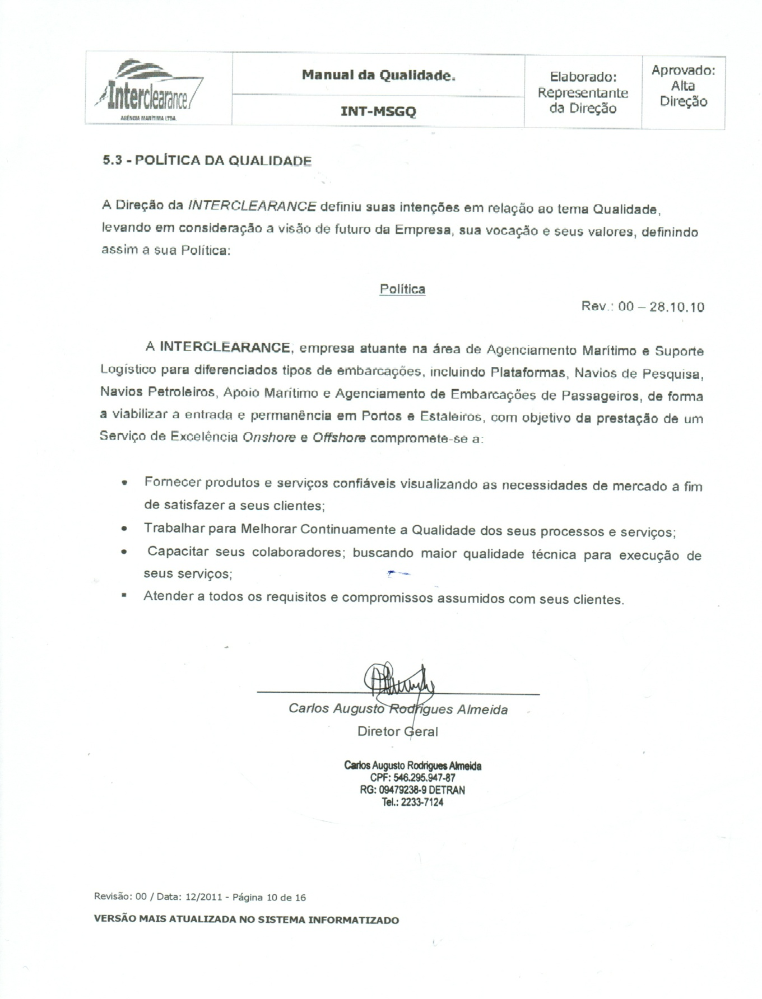 Interclearance
AGÊNCIA MARÍTIMA LTDA.
Manual da Qualidade.
INT-MSGQ
Elaborado:
Representante
da Direção
Aprovado:
Alta
Direção
5.3 - POLÍTICA DA QUALIDADE
A Direção da INTERCLEARANCE definiu suas intenções em relação ao tema Qualidade,
levando em consideração a visão de futuro da Empresa, sua vocação e seus valores, definindo
assim a sua Política:
Política
Rev.: 00 – 28.10.10
A INTERCLEARANCE, empresa atuante na área de Agenciamento Marítimo e Suporte
Logístico para diferenciados tipos de embarcações, incluindo Plataformas, Navios de Pesquisa,
Navios Petroleiros, Apoio Marítimo e Agenciamento de Embarcações de Passageiros, de forma
a viabilizar a entrada e permanência em Portos e Estaleiros, com objetivo da prestação de um
Serviço de Excelência Onshore e Offshore compromete-se a:
• Fornecer produtos e serviços confiáveis visualizando as necessidades de mercado a fim
de satisfazer a seus clientes;
• Trabalhar para Melhorar Continuamente a Qualidade dos seus processos e serviços;
• Capacitar seus colaboradores; buscando maior qualidade técnica para execução de
seus serviços;
▪ Atender a todos os requisitos e compromissos assumidos com seus clientes.
Carlos Augusto Rodrigues Almeida
Diretor Geral
Carlos Augusto Rodrigues Almeida
CPF: 546.295.947-87
RG: 09479238-9 DETRAN
Tel.: 2233-7124
Revisão: 00 / Data: 12/2011 - Página 10 de 16
VERSÃO MAIS ATUALIZADA NO SISTEMA INFORMATIZADO